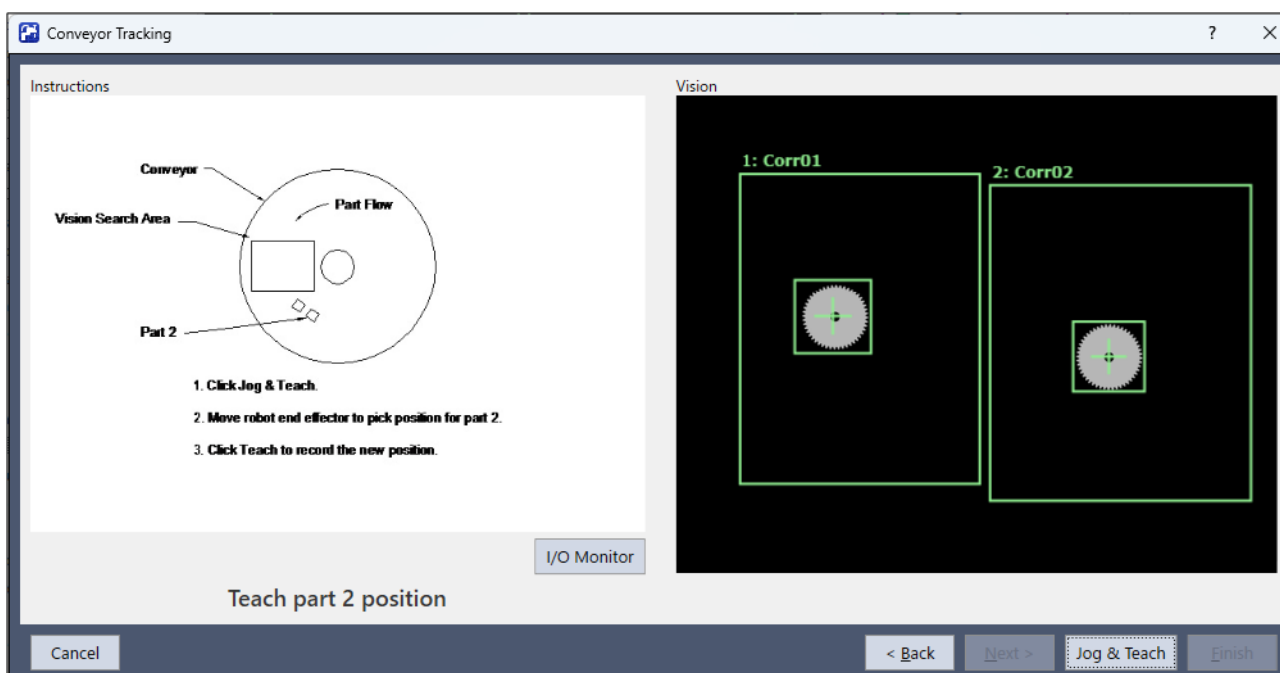 Conveyor Tracking
?
Instructions
Vision
Conveyor
Part Flow
Vision Search Area
Part 2
1. Click Jog & Teach.
2. Move robot end effector to pick position for part 2.
3. Click Teach to record the new position.
1: Corr01
2: Corr02
I/O Monitor
Teach part 2 position
Cancel
< Back
Next >
Jog & Teach
Finish